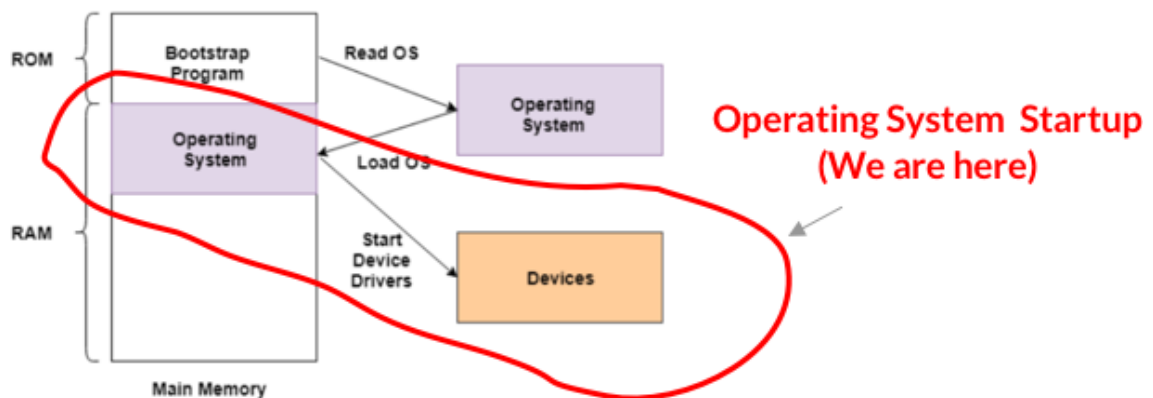 ROM
Bootstrap
Program
Read OS
Operating
System
Operating System Startup
(We are here)
Operating
System
Load OS
RAM
Start
Device
Drivers
Devices
Main Memory